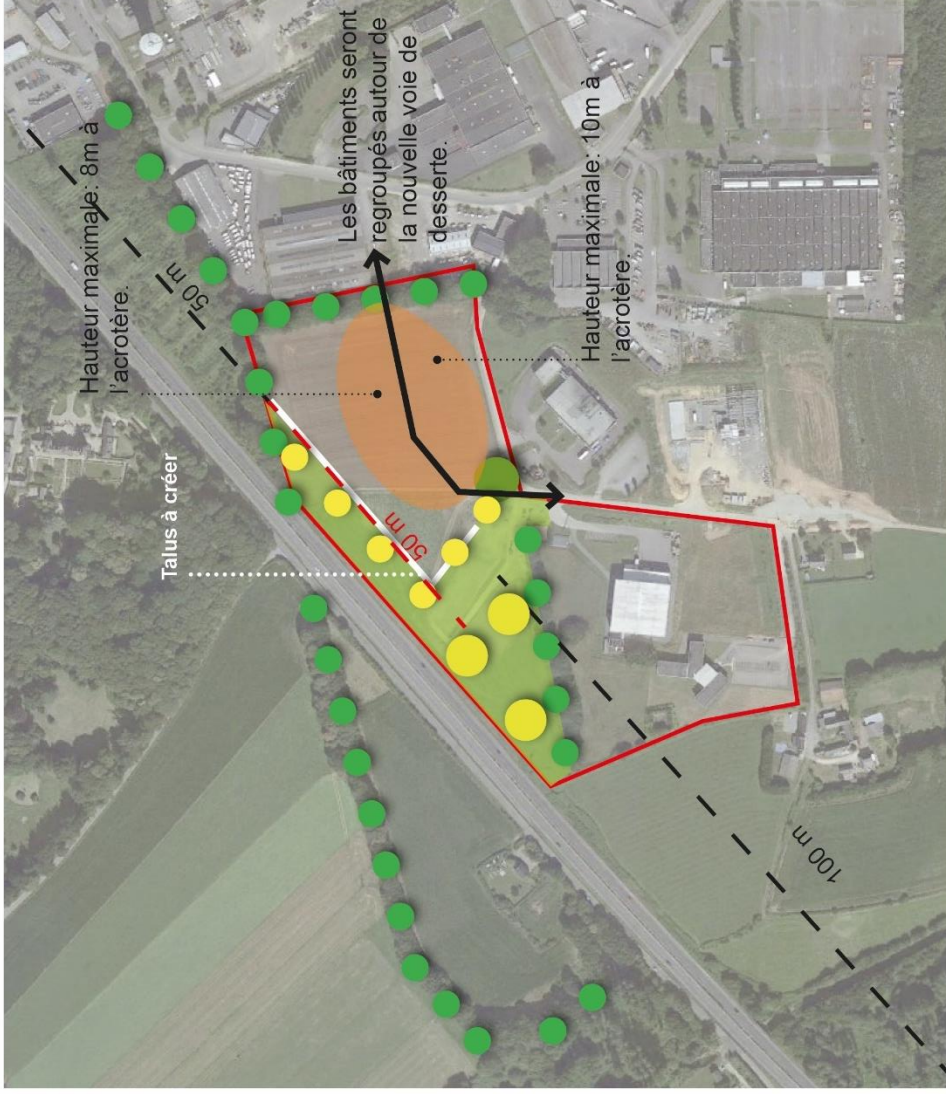 Hauteur maximale: 8m à
l'acrotère.
50 m
Les bâtiments seront
regroupés autour de
la nouvelle voie de
desserte.
Talus à créer
50 m
Hauteur maximale: 10m à
l'acrotère.
100 m